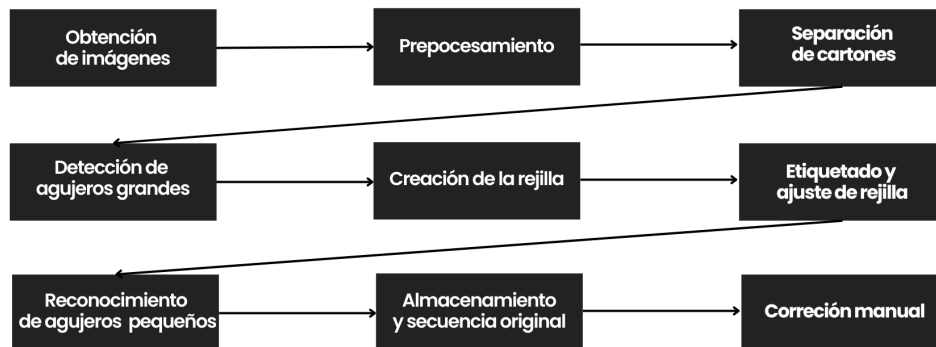 Obtención
de imágenes
Prepocesamiento
Separación
de cartones
Detección de
agujeros grandes
Creación de la rejilla
Etiquetado y
ajuste de rejilla
Reconocimiento
de agujeros pequeños
Almacenamiento
y secuencia original
Correción manual